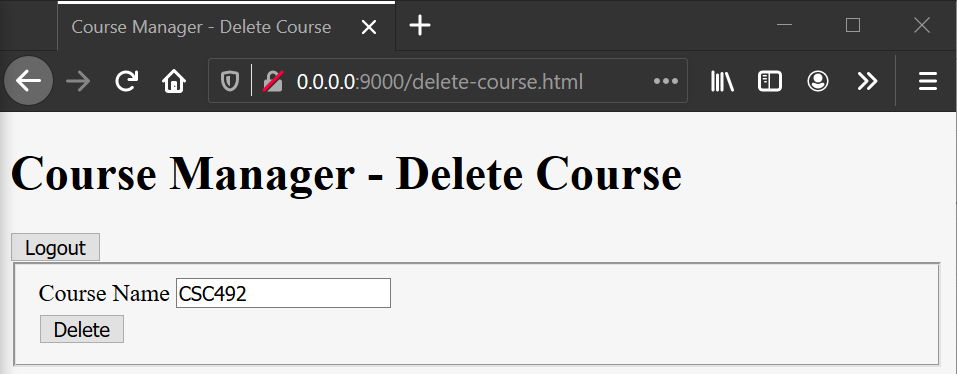 Course Manager - Delete Course
0.0.0.0:9000/delete-course.html
Course Manager - Delete Course
Logout
Course Name CSC492
Delete